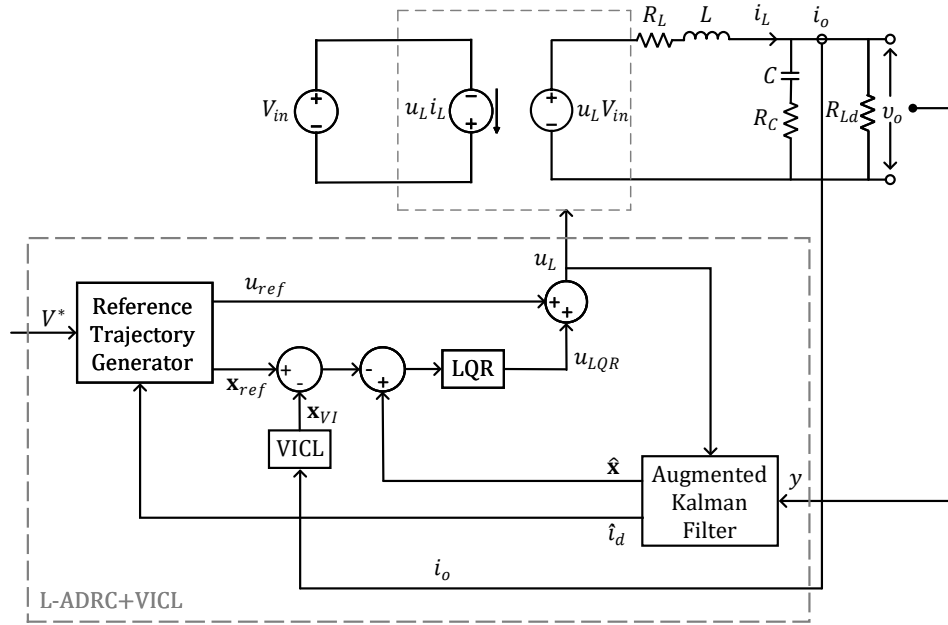 R_L L i_L i_o
V_in u_L i_L u_L V_in C R_C R_Ld υ_o
+ − − + + −
u_L
u_ref
V* Reference
Trajectory
Generator
+ +
x_ref + - - + LQR u_LQR
x_VI
VICL
x̂ Augmented
Kalman
Filter y
î_d
i_o
L-ADRC+VICL